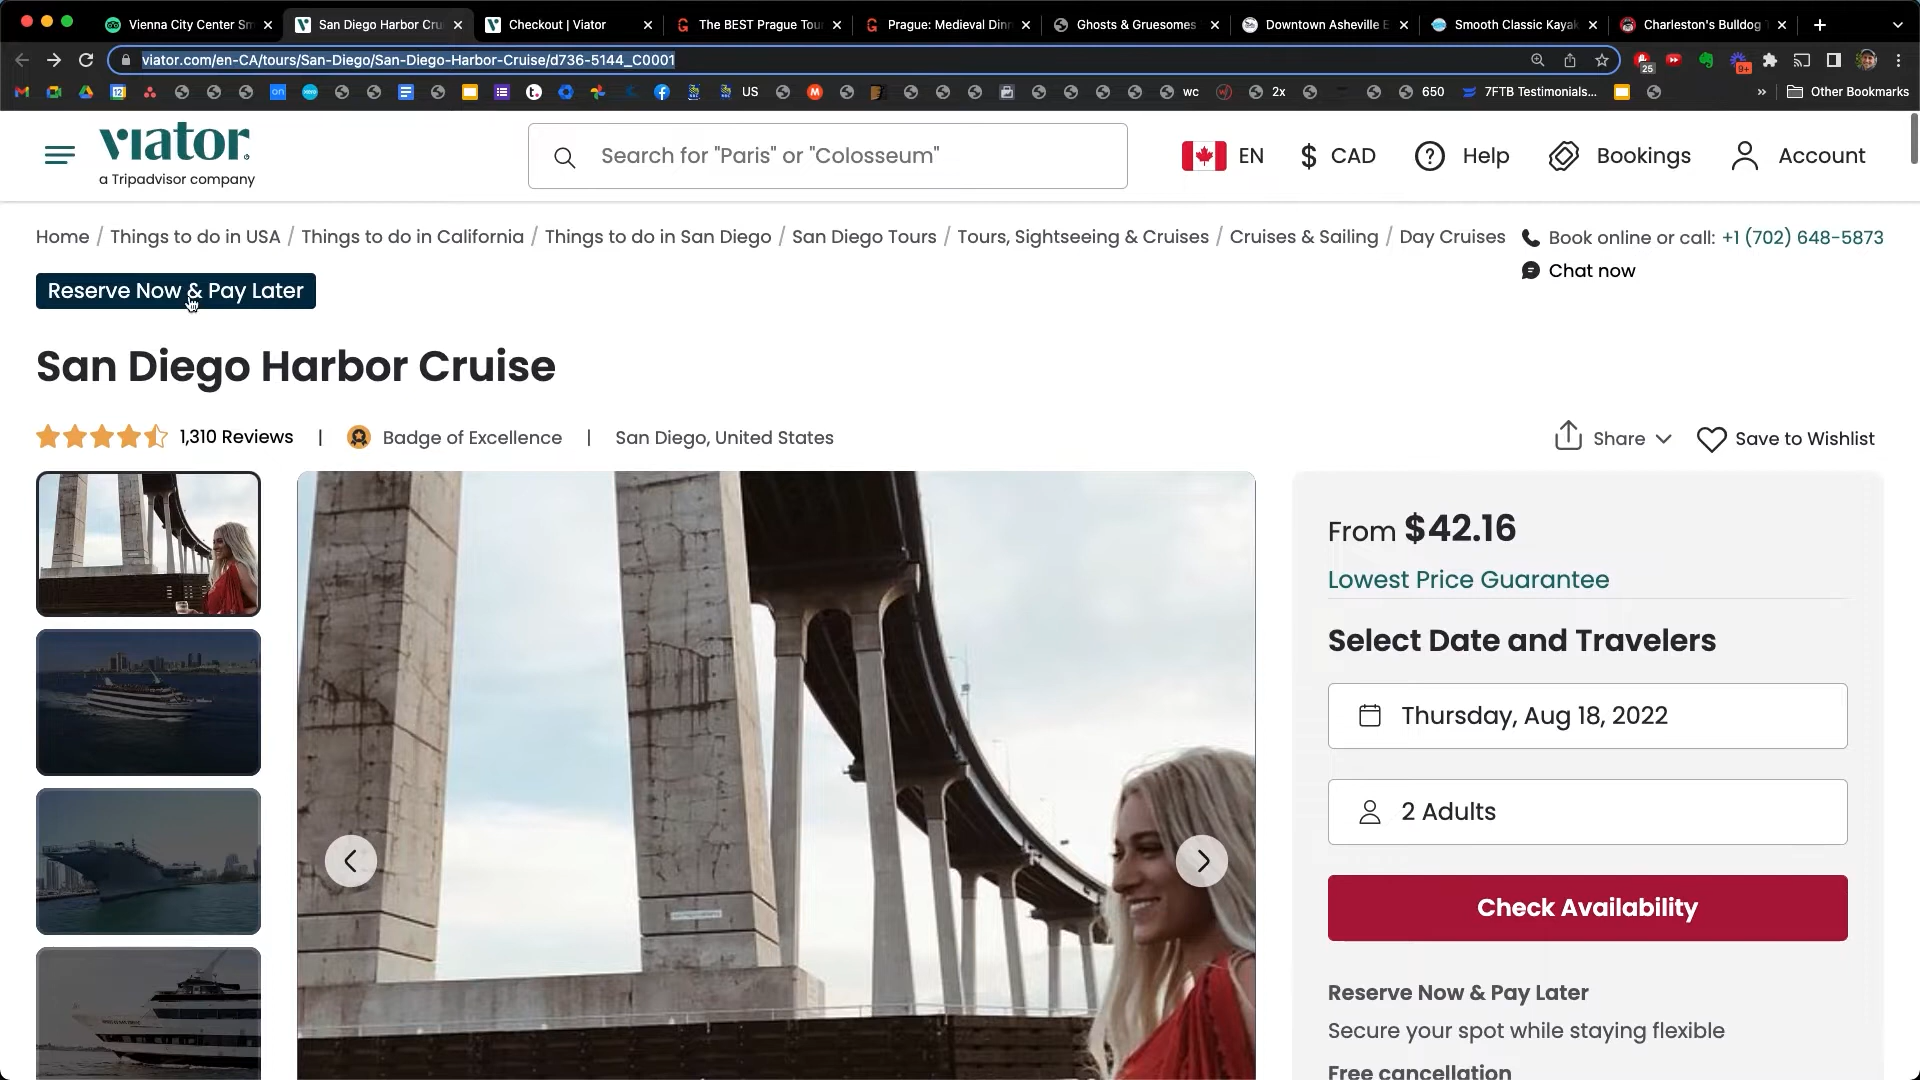 Vienna City Center Sm
San Diego Harbor Cru
Checkout | Viator
The BEST Prague Tou
Prague: Medieval Dinn
Ghosts & Gruesomes
Downtown Asheville E
Smooth Classic Kayak
Charleston's Bulldog T
viator.com/en-CA/tours/San-Diego/San-Diego-Harbor-Cruise/d736-5144_C0001
25
9+
12
on
xero
US
wc
2x
650
7FTB Testimonials...
»
Other Bookmarks
viator
a Tripadvisor company
Search for "Paris" or "Colosseum"
EN
$ CAD
Help
Bookings
Account
Home / Things to do in USA / Things to do in California / Things to do in San Diego / San Diego Tours / Tours, Sightseeing & Cruises / Cruises & Sailing / Day Cruises
Book online or call: +1 (702) 648-5873
Chat now
Reserve Now & Pay Later
San Diego Harbor Cruise
1,310 Reviews | Badge of Excellence | San Diego, United States
Share
Save to Wishlist
From $42.16
Lowest Price Guarantee
Select Date and Travelers
Thursday, Aug 18, 2022
2 Adults
Check Availability
Reserve Now & Pay Later
Secure your spot while staying flexible
Free cancellation